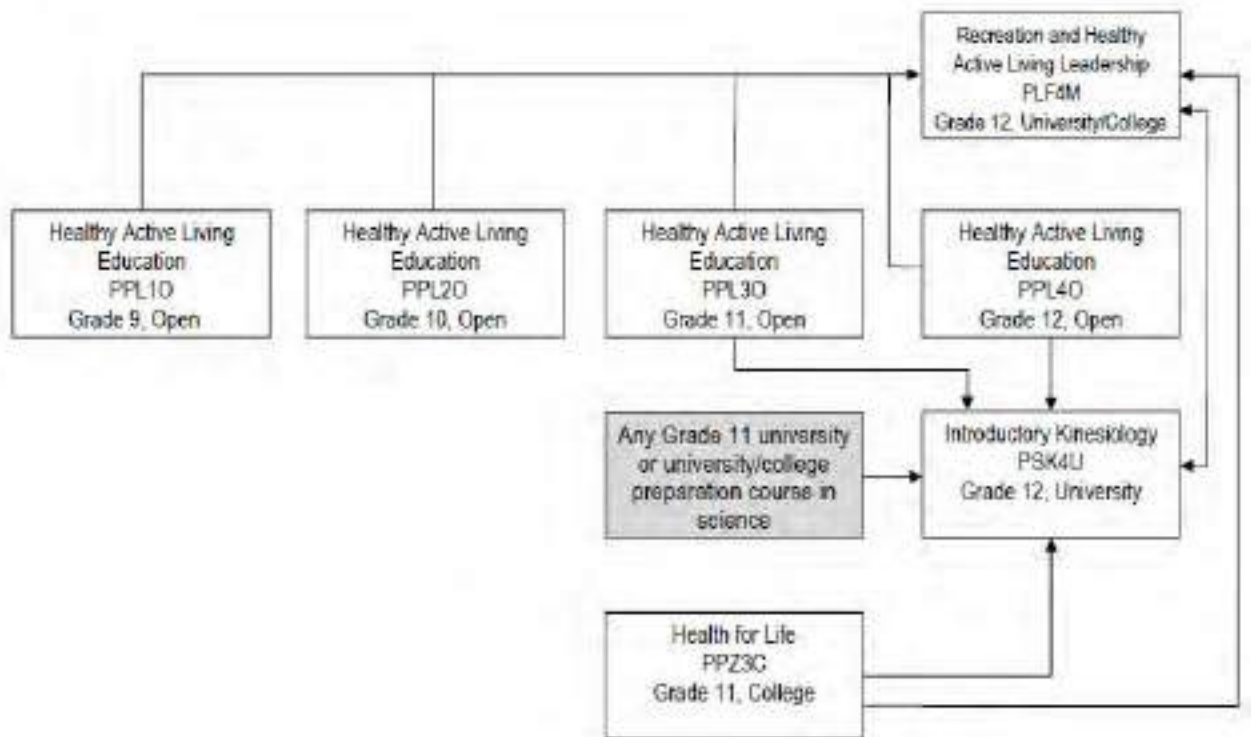 Recreation and Healthy
Active Living Leadership
PLF4M
Grade 12, University/College
Healthy Active Living
Education
PPL1O
Grade 9, Open
Healthy Active Living
Education
PPL2O
Grade 10, Open
Healthy Active Living
Education
PPL3O
Grade 11, Open
Healthy Active Living
Education
PPL4O
Grade 12, Open
Any Grade 11 university
or university/college
preparation course in
science
Introductory Kinesiology
PSK4U
Grade 12, University
Health for Life
PPZ3C
Grade 11, College